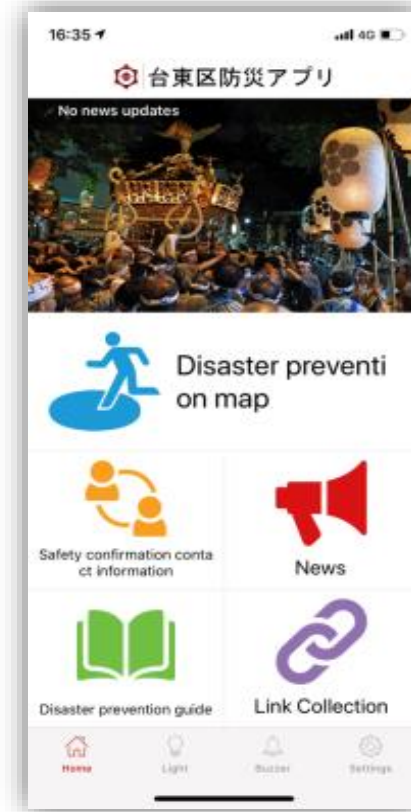 16:35
4G
台東区防災アプリ
No news updates
Disaster preventi
on map
Safety confirmation conta
ct information
News
Disaster prevention guide
Link Collection
Home
Light
Buzzer
Settings